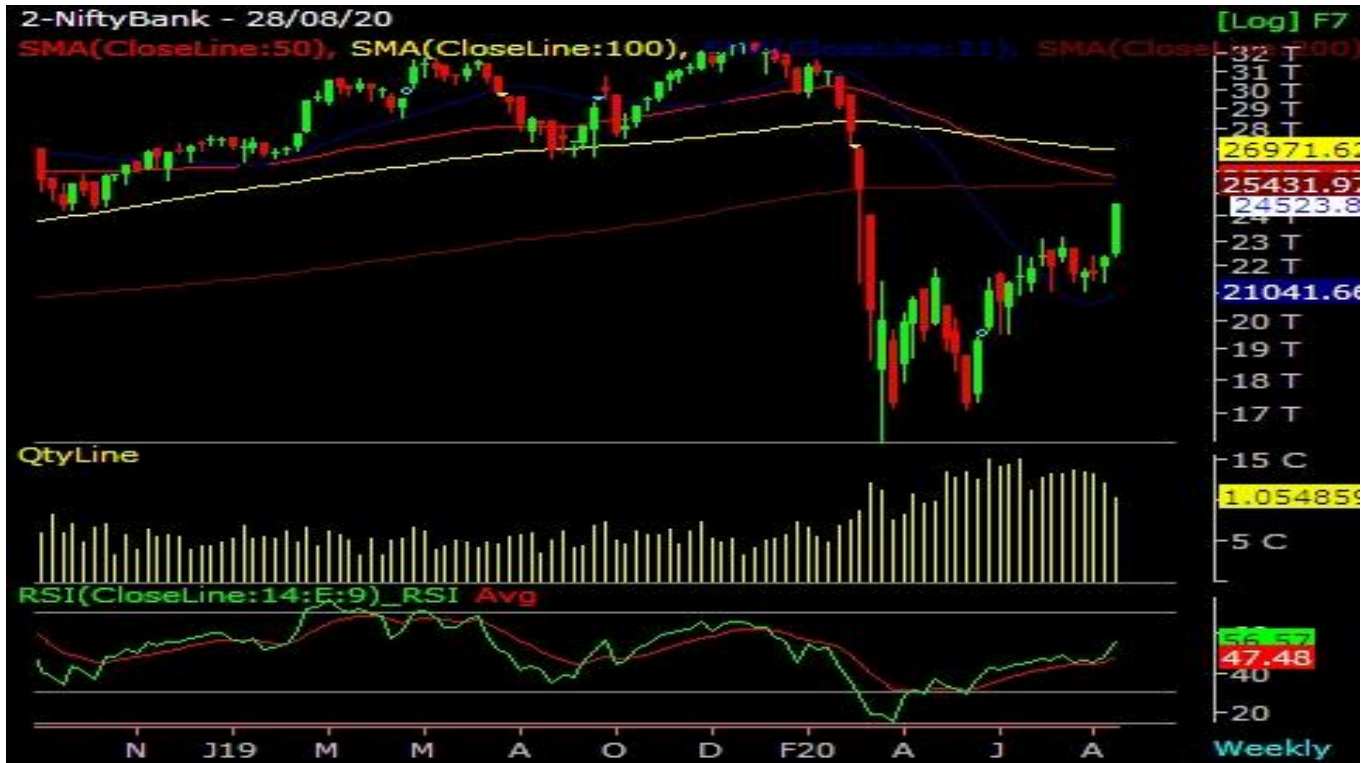 2-NiftyBank - 28/08/20
[Log] F7
SMA(CloseLine:50), SMA(CloseLine:100),
32 T
31 T
30 T
29 T
28 T
26971.62
25431.97
24523.8
24 T
23 T
22 T
21041.66
20 T
19 T
18 T
17 T
QtyLine
15 C
1.054859
5 C
RSI(CloseLine:14:E:9)_RSI Avg
56.57
47.48
40
20
N J19 M M A O D F20 A J A
Weekly